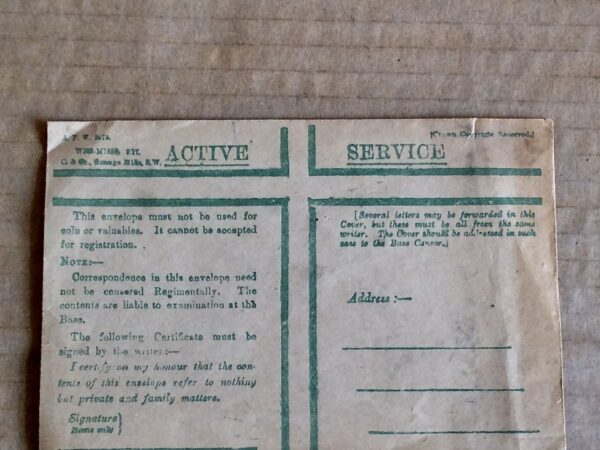 A. F. W.
ACTIVE SERVICE
[Crown Copyright Reserved.]
This envelope must not be used for
coin or valuables. It cannot be accepted
for registration.
NOTE:—
Correspondence in this envelope need
not be censored Regimentally. The
contents are liable to examination at the
Base.
The following Certificate must be
signed by the writer:—
I certify on my honour that the con-
tents of this envelope refer to nothing
but private and family matters.
Signature}
Name only
[Several letters may be forwarded in this
Cover, but these must be all from the same
writer. The Cover should be addressed in such
case to the Base Censor.]
Address:—